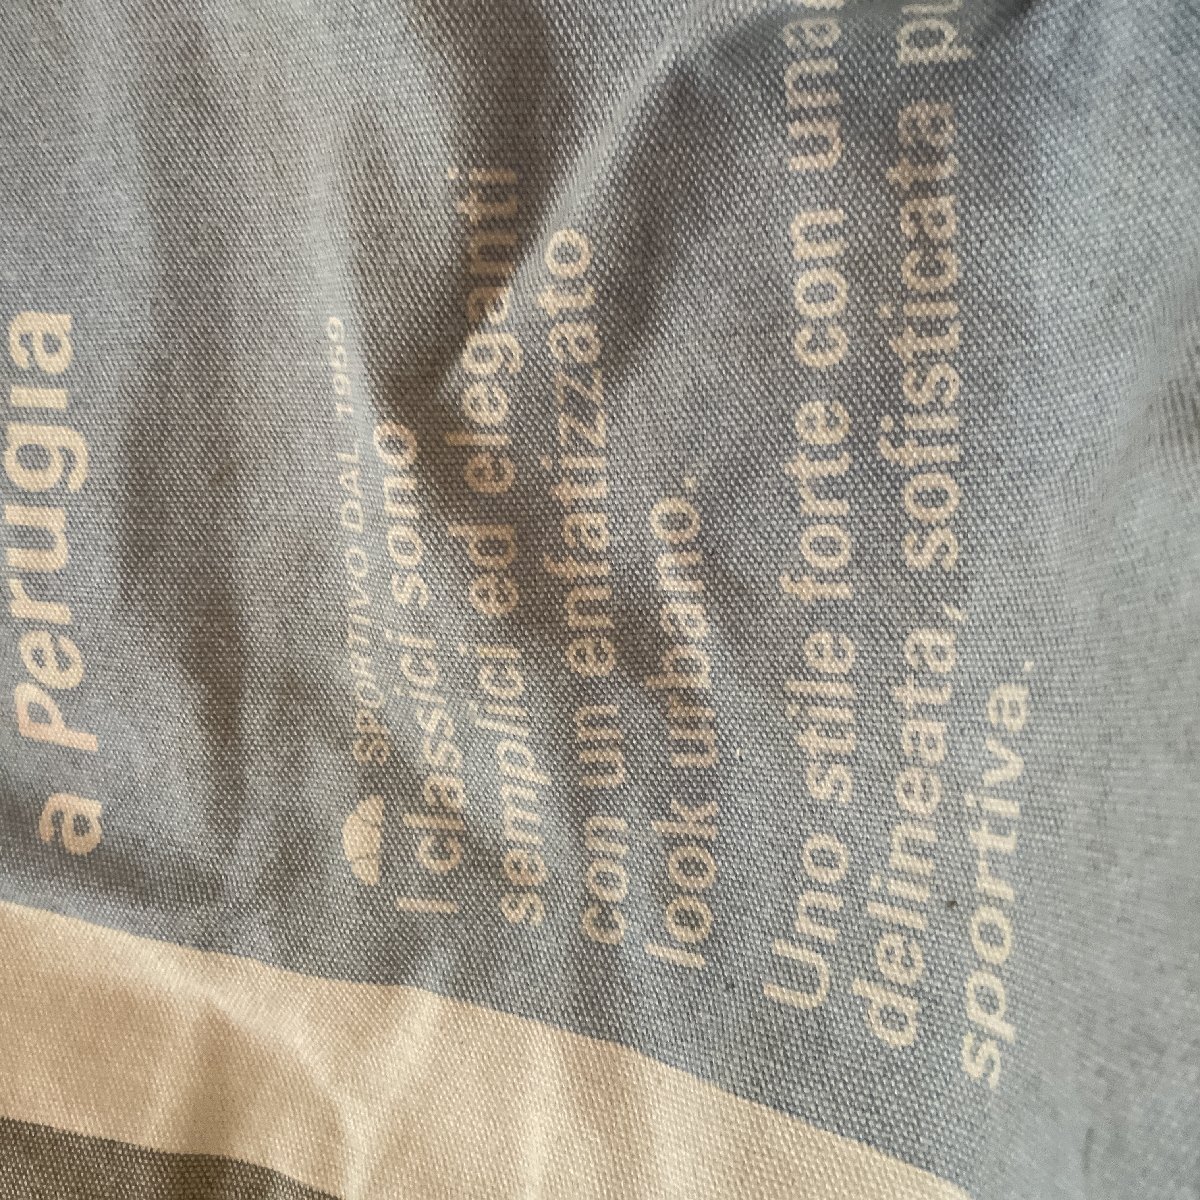 a Perugia
SPORTIVO DAL 1989
I classici sono
semplici ed eleganti
con un enfatizzato
look urbano.
Uno stile forte con una
delineata, sofisticata
sportiva.